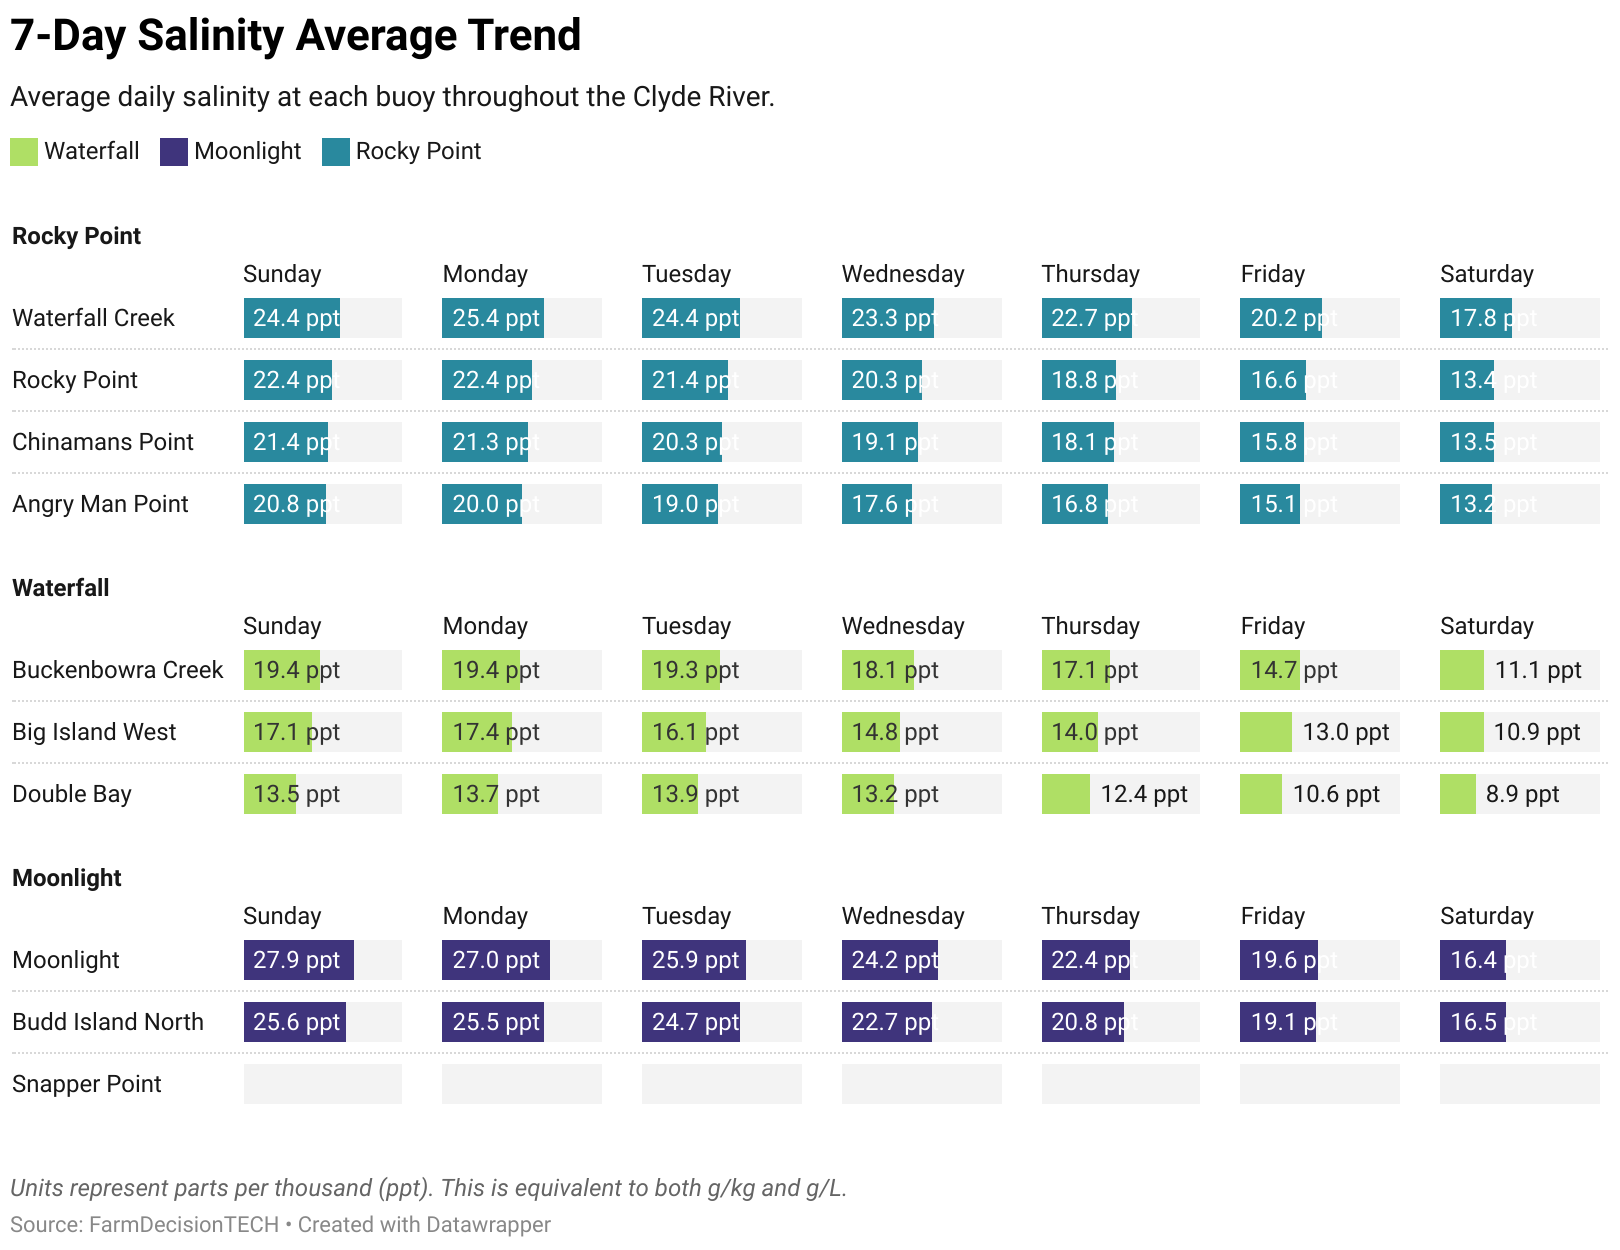 7-Day Salinity Average Trend
Average daily salinity at each buoy throughout the Clyde River.
Waterfall Moonlight Rocky Point
Rocky Point
Sunday Monday Tuesday Wednesday Thursday Friday Saturday
Waterfall Creek 24.4 ppt 25.4 ppt 24.4 ppt 23.3 ppt 22.7 ppt 20.2 ppt 17.8 ppt
Rocky Point 22.4 ppt 22.4 ppt 21.4 ppt 20.3 ppt 18.8 ppt 16.6 ppt 13.4 ppt
Chinamans Point 21.4 ppt 21.3 ppt 20.3 ppt 19.1 ppt 18.1 ppt 15.8 ppt 13.5 ppt
Angry Man Point 20.8 ppt 20.0 ppt 19.0 ppt 17.6 ppt 16.8 ppt 15.1 ppt 13.2 ppt
Waterfall
Sunday Monday Tuesday Wednesday Thursday Friday Saturday
Buckenbowra Creek 19.4 ppt 19.4 ppt 19.3 ppt 18.1 ppt 17.1 ppt 14.7 ppt 11.1 ppt
Big Island West 17.1 ppt 17.4 ppt 16.1 ppt 14.8 ppt 14.0 ppt 13.0 ppt 10.9 ppt
Double Bay 13.5 ppt 13.7 ppt 13.9 ppt 13.2 ppt 12.4 ppt 10.6 ppt 8.9 ppt
Moonlight
Sunday Monday Tuesday Wednesday Thursday Friday Saturday
Moonlight 27.9 ppt 27.0 ppt 25.9 ppt 24.2 ppt 22.4 ppt 19.6 ppt 16.4 ppt
Budd Island North 25.6 ppt 25.5 ppt 24.7 ppt 22.7 ppt 20.8 ppt 19.1 ppt 16.5 ppt
Snapper Point
Units represent parts per thousand (ppt). This is equivalent to both g/kg and g/L.
Source: FarmDecisionTECH • Created with Datawrapper